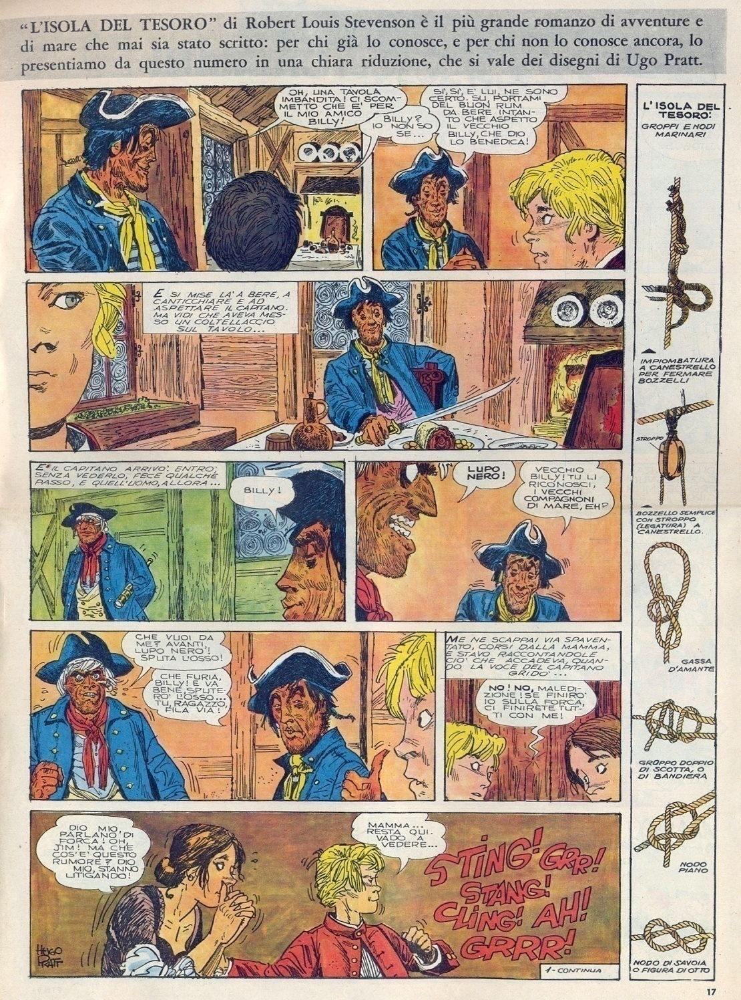 “L'ISOLA DEL TESORO” di Robert Louis Stevenson è il più grande romanzo di avventure e
di mare che mai sia stato scritto: per chi già lo conosce, e per chi non lo conosce ancora, lo
presentiamo da questo numero in una chiara riduzione, che si vale dei disegni di Ugo Pratt.
OH, UNA TAVOLA
IMBANDITA! CI SCOM-
METTO CHE E' PER
IL MIO AMICO
BILLY!
BILLY?
IO NON SO
SE...
SI', SI', E' LUI, NE SONO
CERTO. SU, PORTAMI
DEL BUON RUM
DA BERE INTAN-
TO CHE ASPETTO
IL VECCHIO
BILLY, CHE DIO
LO BENEDICA!
E SI MISE LA' A BERE, A
CANTICCHIARE E AD
ASPETTARE IL CAPITANO.
MA VIDI CHE AVEVA MES-
SO UN COLTELLACCIO
SUL TAVOLO...
E IL CAPITANO ARRIVO'. ENTRO',
SENZA VEDERLO, FECE QUALCHE
PASSO, E QUELL'UOMO, ALLORA...
BILLY!
LUPO
NERO!
VECCHIO
BILLY! TU LI
RICONOSCI,
I VECCHI
COMPAGNONI
DI MARE, EH?
CHE VUOI DA
ME? AVANTI,
LUPO NERO!
SPUTA L'OSSO!
CHE FURIA,
BILLY! E VA
BENE, SPUTE-
RO' L'OSSO...
TU, RAGAZZO,
FILA VIA!
ME NE SCAPPAI VIA SPAVEN-
TATO, CORSI DALLA MAMMA,
E STAVO RACCONTANDOLE
CIO' CHE ACCADEVA, QUAN-
DO LA VOCE DEL CAPITANO
GRIDO'...
NO! NO, MALEDI-
ZIONE! SE FINIRO'
IO SULLA FORCA,
CI FINIRETE TUT-
TI CON ME!
DIO MIO,
PARLANO DI
FORCA! OH,
JIM! MA CHE
COS'E' QUESTO
RUMORE? DIO
MIO, STANNO
LITIGANDO!
MAMMA...
RESTA QUI.
VADO A
VEDERE...
STING! GRR!
STANG!
CLING! AH!
GRRR!
HUGO
PRATT
1 - CONTINUA
L'ISOLA DEL
TESORO:
GROPPI E NODI
MARINARI
IMPIOMBATURA
A CANESTRELLO
PER FERMARE
BOZZELLI
STROPPO
BOZZELLO SEMPLICE
CON STROPPO
(LEGATURA) A
CANESTRELLO.
GASSA
D'AMANTE
GRUPPO DOPPIO
DI SCOTTA, O
DI BANDIERA
NODO
PIANO
NODO DI SAVOIA
O FIGURA DI OTTO
17